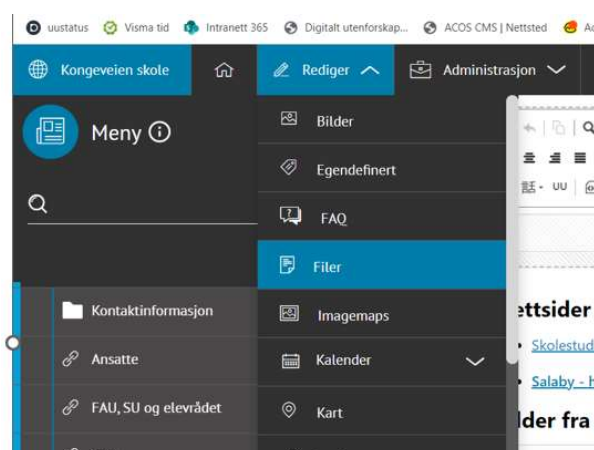 uustatus Visma tid Intranett 365 Digitalt utenforskap... ACOS CMS | Nettsted
Kongeveien skole Rediger Administrasjon
Meny
Bilder
Egendefinert
FAQ
Filer
Kontaktinformasjon
Imagemaps
Ansatte
Kalender
FAU, SU og elevrådet
Kart
UU
ettsider
Skolestud
Salaby - h
lder fra